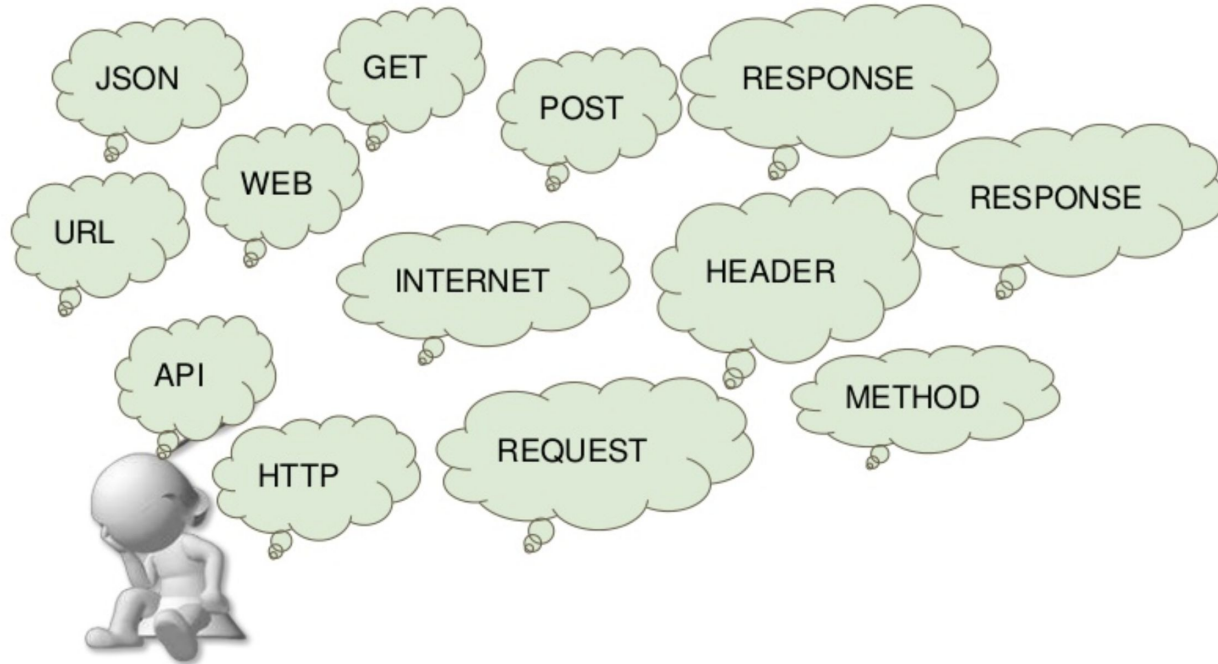 JSON
GET
POST
RESPONSE
WEB
RESPONSE
URL
INTERNET
HEADER
API
METHOD
HTTP
REQUEST